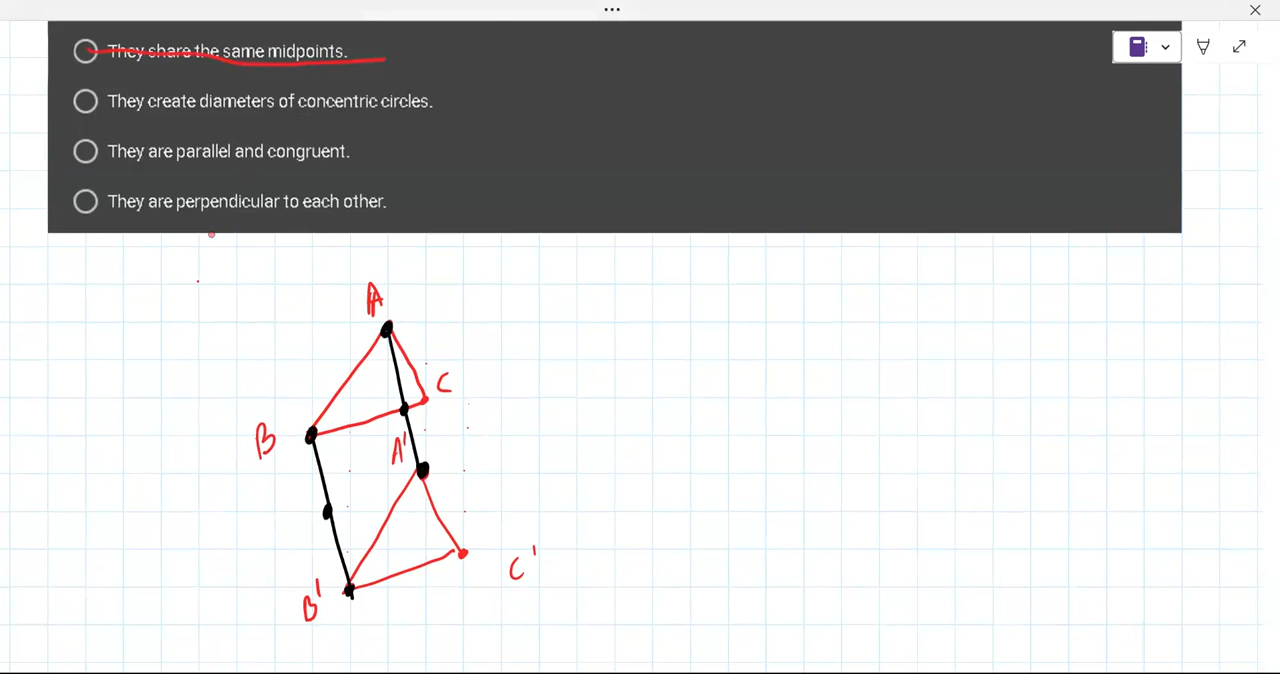 They share the same midpoints.
They create diameters of concentric circles.
They are parallel and congruent.
They are perpendicular to each other.
A
C
B
A'
C'
B'